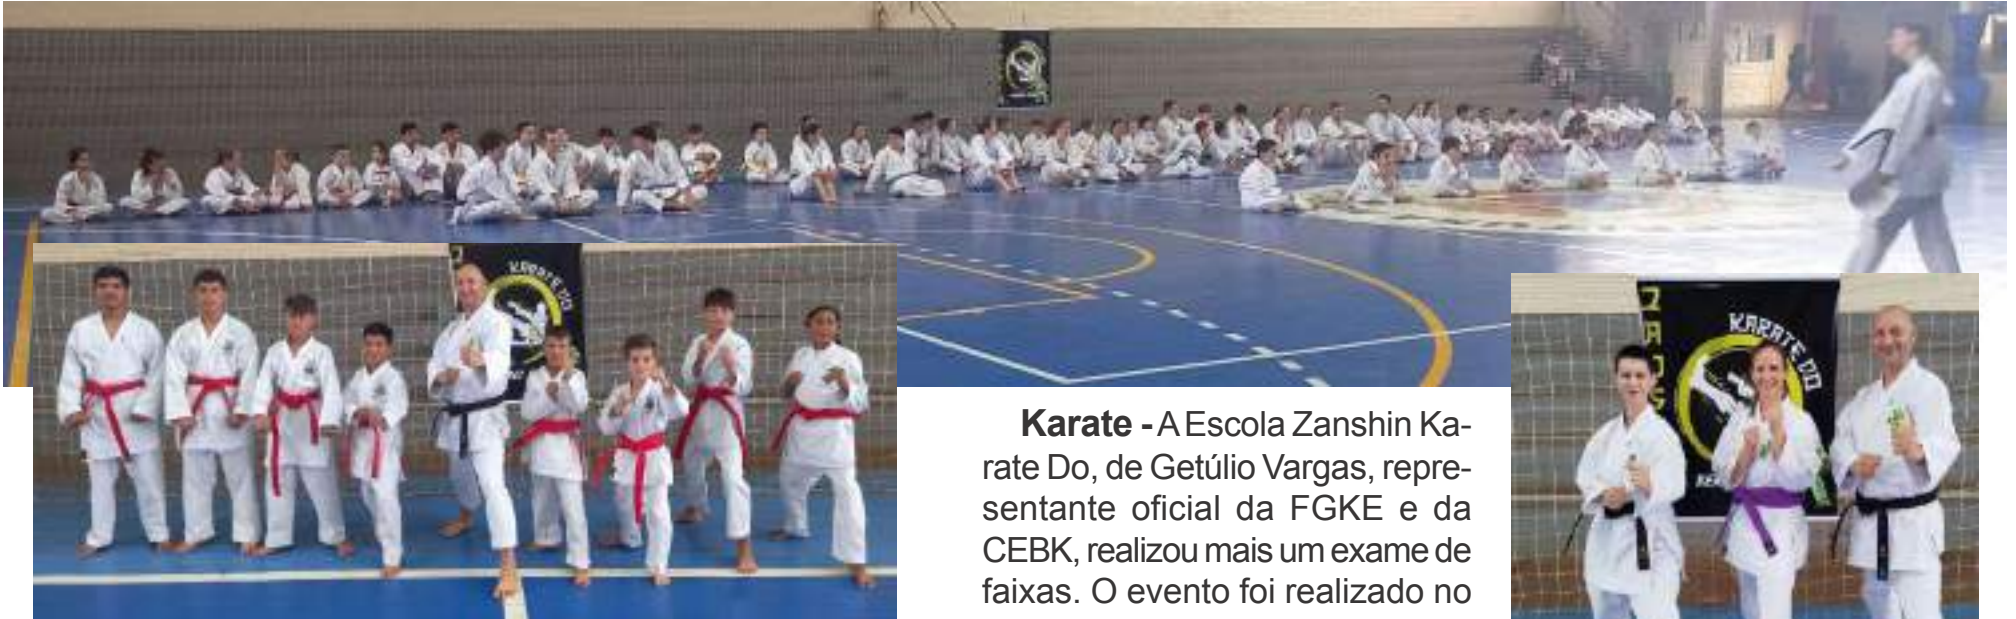 KARATE DO
KARATE DO
Karate - A Escola Zanshin Ka-
rate Do, de Getúlio Vargas, repre-
sentante oficial da FGKE e da
CEBK, realizou mais um exame de
faixas. O evento foi realizado no